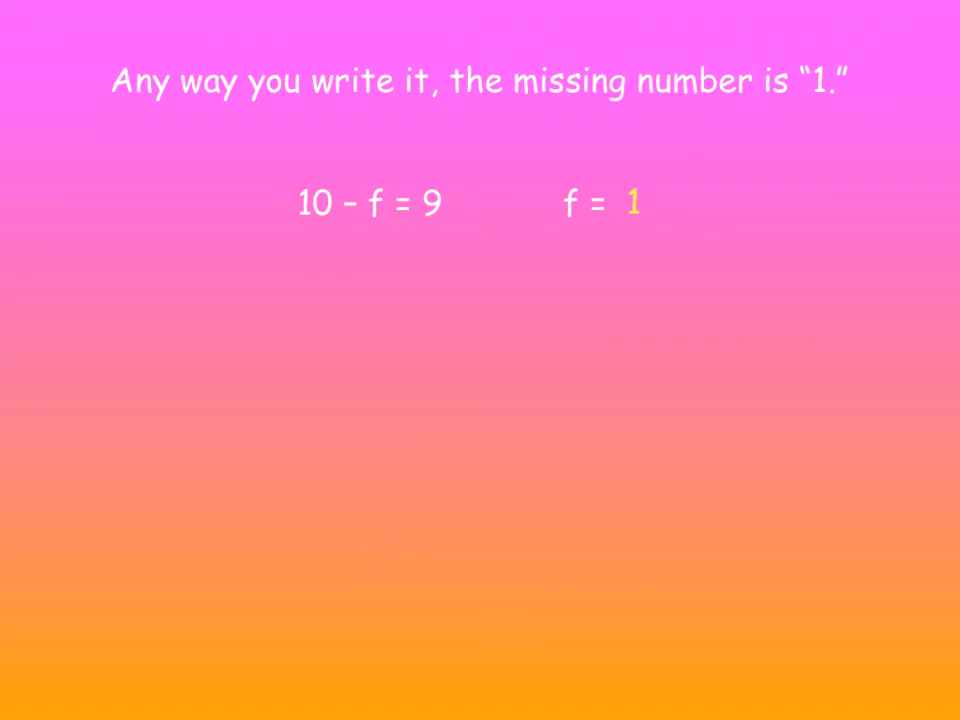 Any way you write it, the missing number is “1.”
10 – f = 9 f = 1